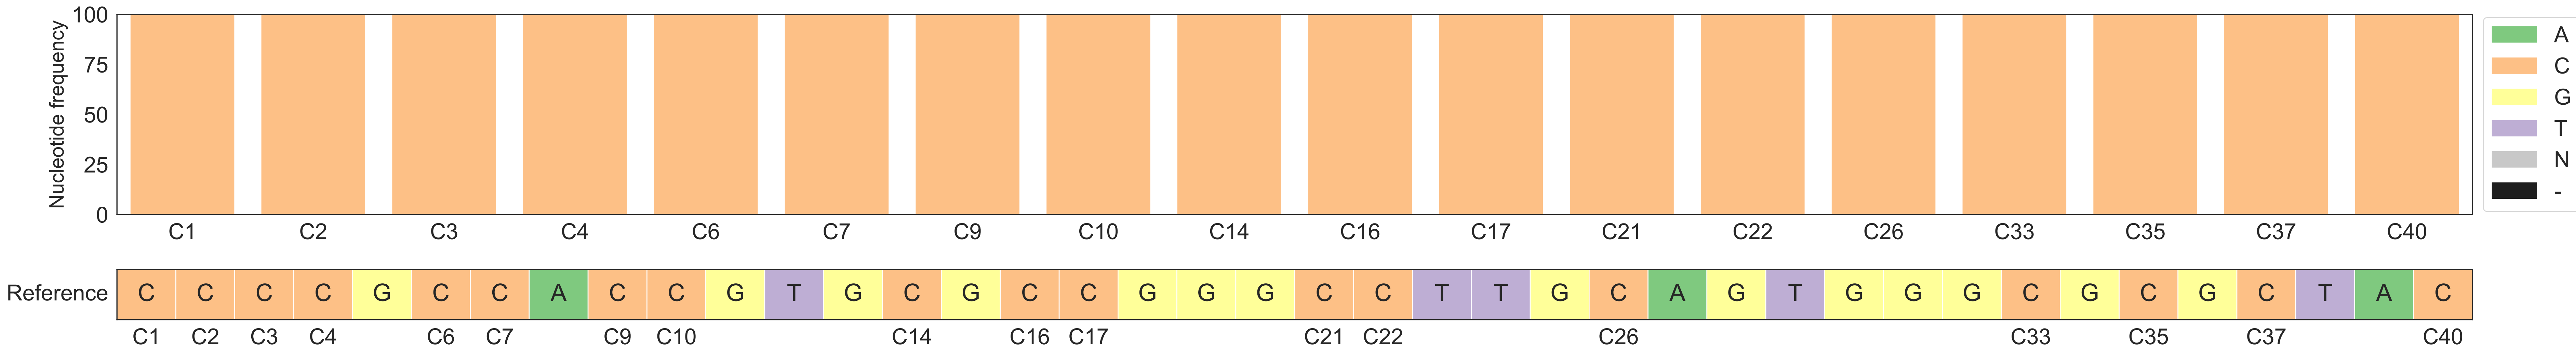 Nucleotide frequency
100
75
50
25
0
C1 C2 C3 C4 C6 C7 C9 C10 C14 C16 C17 C21 C22 C26 C33 C35 C37 C40
A
C
G
T
N
-
Reference C C C C G C C A C C G T G C G C C G G G C C T T G C A G T G G G C G C G C T A C
C1 C2 C3 C4 C6 C7 C9 C10 C14 C16 C17 C21 C22 C26 C33 C35 C37 C40